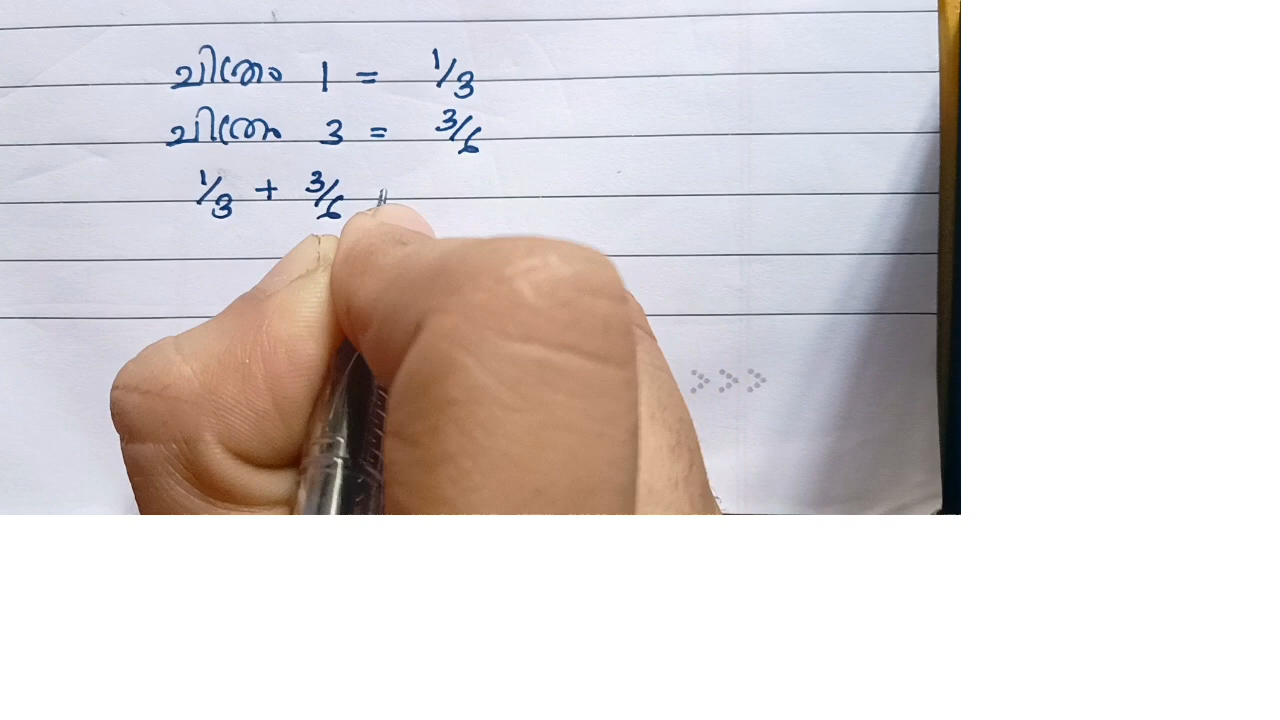 ചിത്രം 1 = 1/3
ചിത്രം 3 = 3/6
1/3 + 3/6